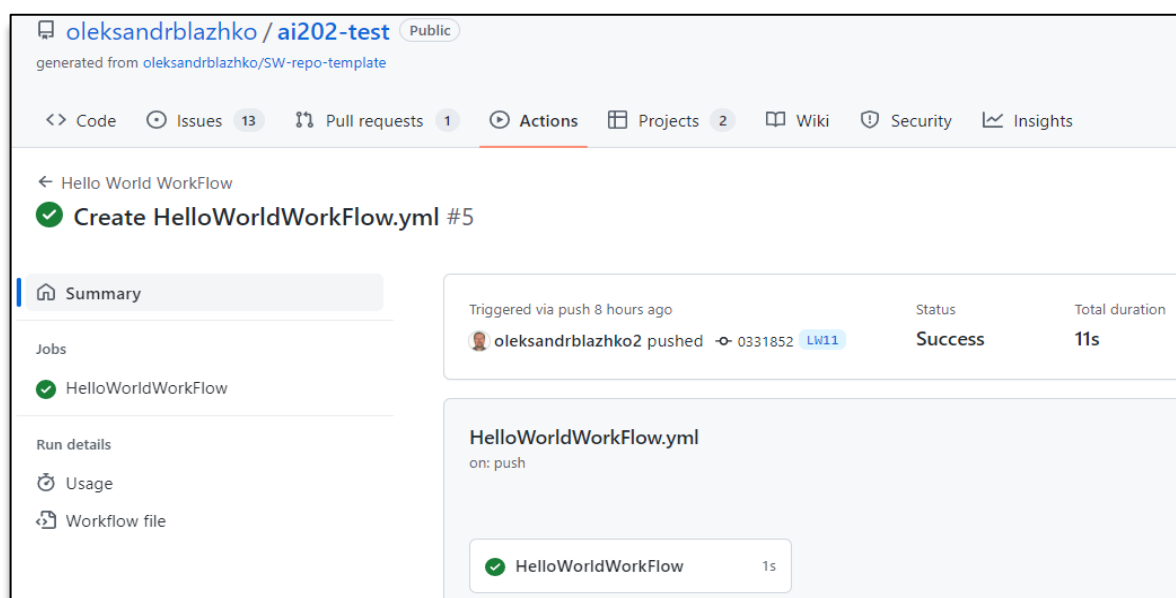 oleksandrblazhko / ai202-test Public
generated from oleksandrblazhko/SW-repo-template
Code Issues 13 Pull requests 1 Actions Projects 2 Wiki Security Insights
Hello World WorkFlow
Create HelloWorldWorkFlow.yml #5
Summary
Jobs
HelloWorldWorkFlow
Run details
Usage
Workflow file
Triggered via push 8 hours ago Status Total duration
oleksandrblazhko2 pushed 0331852 LW11 Success 11s
HelloWorldWorkFlow.yml
on: push
HelloWorldWorkFlow 1s